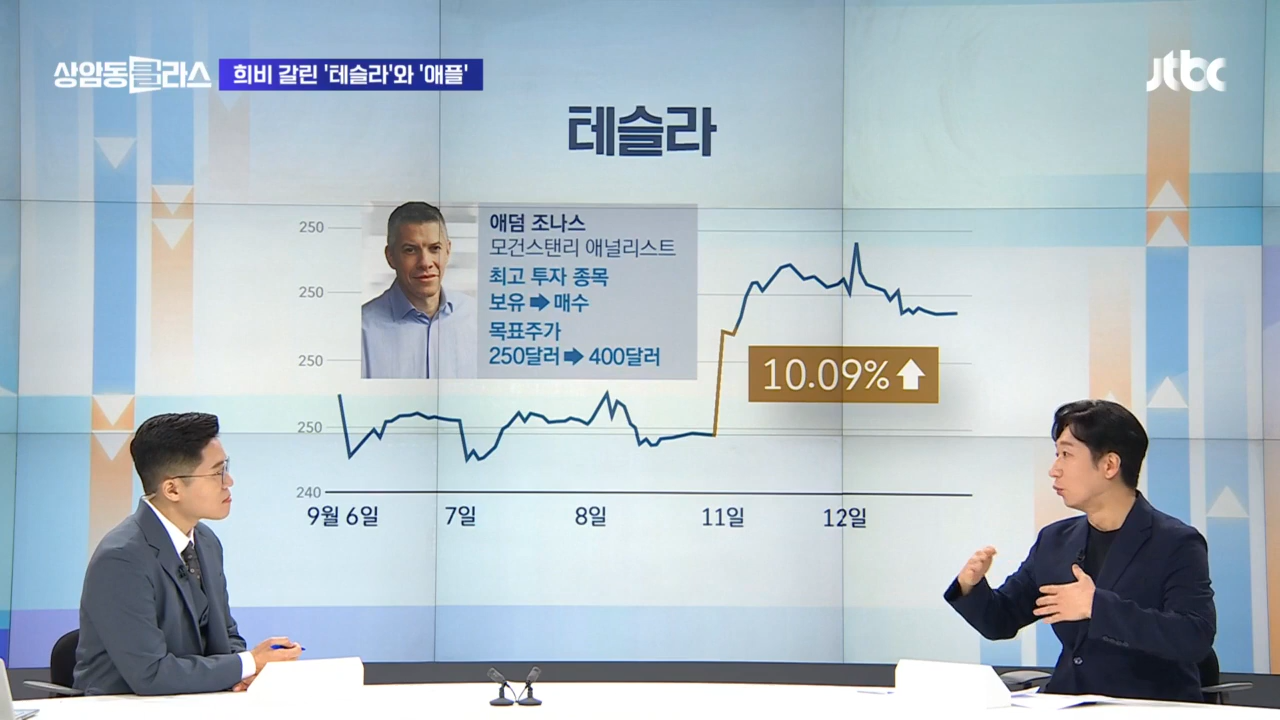 상암동클라스
희비 갈린 '테슬라'와 '애플'
jtbc
테슬라
애덤 조나스
모건스탠리 애널리스트
최고 투자 종목
보유 ➡ 매수
목표주가
250달러 ➡ 400달러
250
250
250
250
240
10.09%⬆
9월 6일 7일 8일 11일 12일